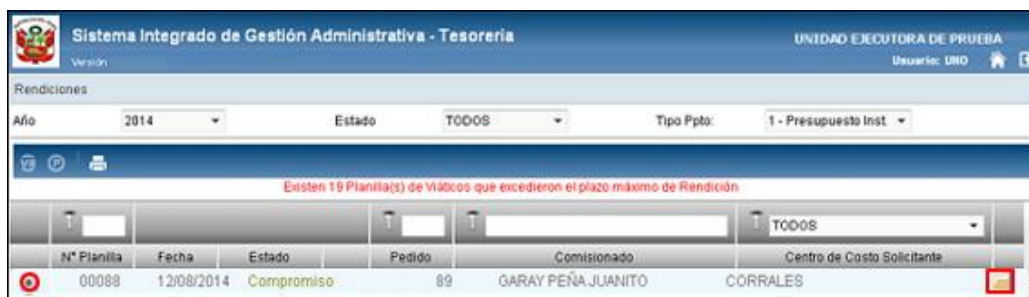 Sistema Integrado de Gestión Administrativa - Tesorería
UNIDAD EJECUTORA DE PRUEBA
Versión
Usuario: UNO
Rendiciones
Año 2014 Estado TODOS Tipo Ppto: 1 - Presupuesto Inst.
Existen 19 Planilla(s) de Viáticos que excedieron el plazo máximo de Rendición
TODOS
N° Planilla Fecha Estado Pedido Comisionado Centro de Costo Solicitante
00088 12/08/2014 Compromiso 89 GARAY PEÑA JUANITO CORRALES